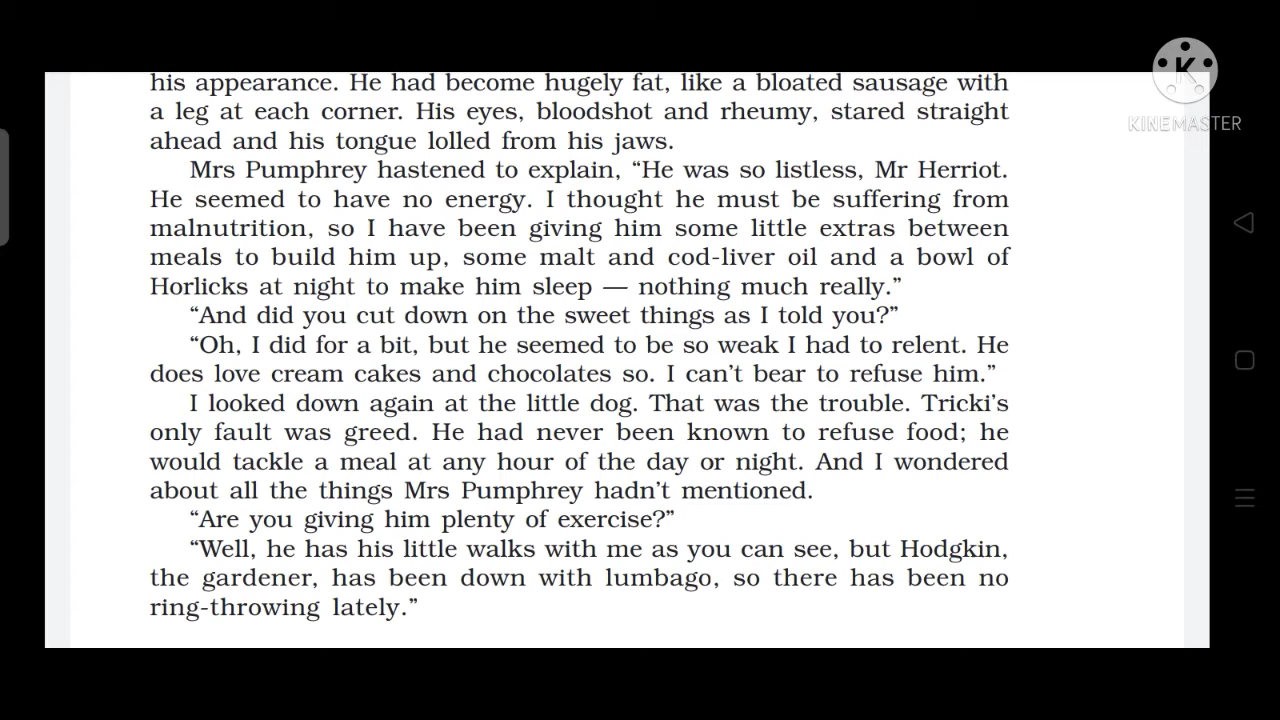 his appearance. He had become hugely fat, like a bloated sausage with
a leg at each corner. His eyes, bloodshot and rheumy, stared straight
ahead and his tongue lolled from his jaws.
Mrs Pumphrey hastened to explain, “He was so listless, Mr Herriot.
He seemed to have no energy. I thought he must be suffering from
malnutrition, so I have been giving him some little extras between
meals to build him up, some malt and cod-liver oil and a bowl of
Horlicks at night to make him sleep — nothing much really.”
“And did you cut down on the sweet things as I told you?”
“Oh, I did for a bit, but he seemed to be so weak I had to relent. He
does love cream cakes and chocolates so. I can’t bear to refuse him.”
I looked down again at the little dog. That was the trouble. Tricki’s
only fault was greed. He had never been known to refuse food; he
would tackle a meal at any hour of the day or night. And I wondered
about all the things Mrs Pumphrey hadn’t mentioned.
“Are you giving him plenty of exercise?”
“Well, he has his little walks with me as you can see, but Hodgkin,
the gardener, has been down with lumbago, so there has been no
ring-throwing lately.”
K
KINEMASTER